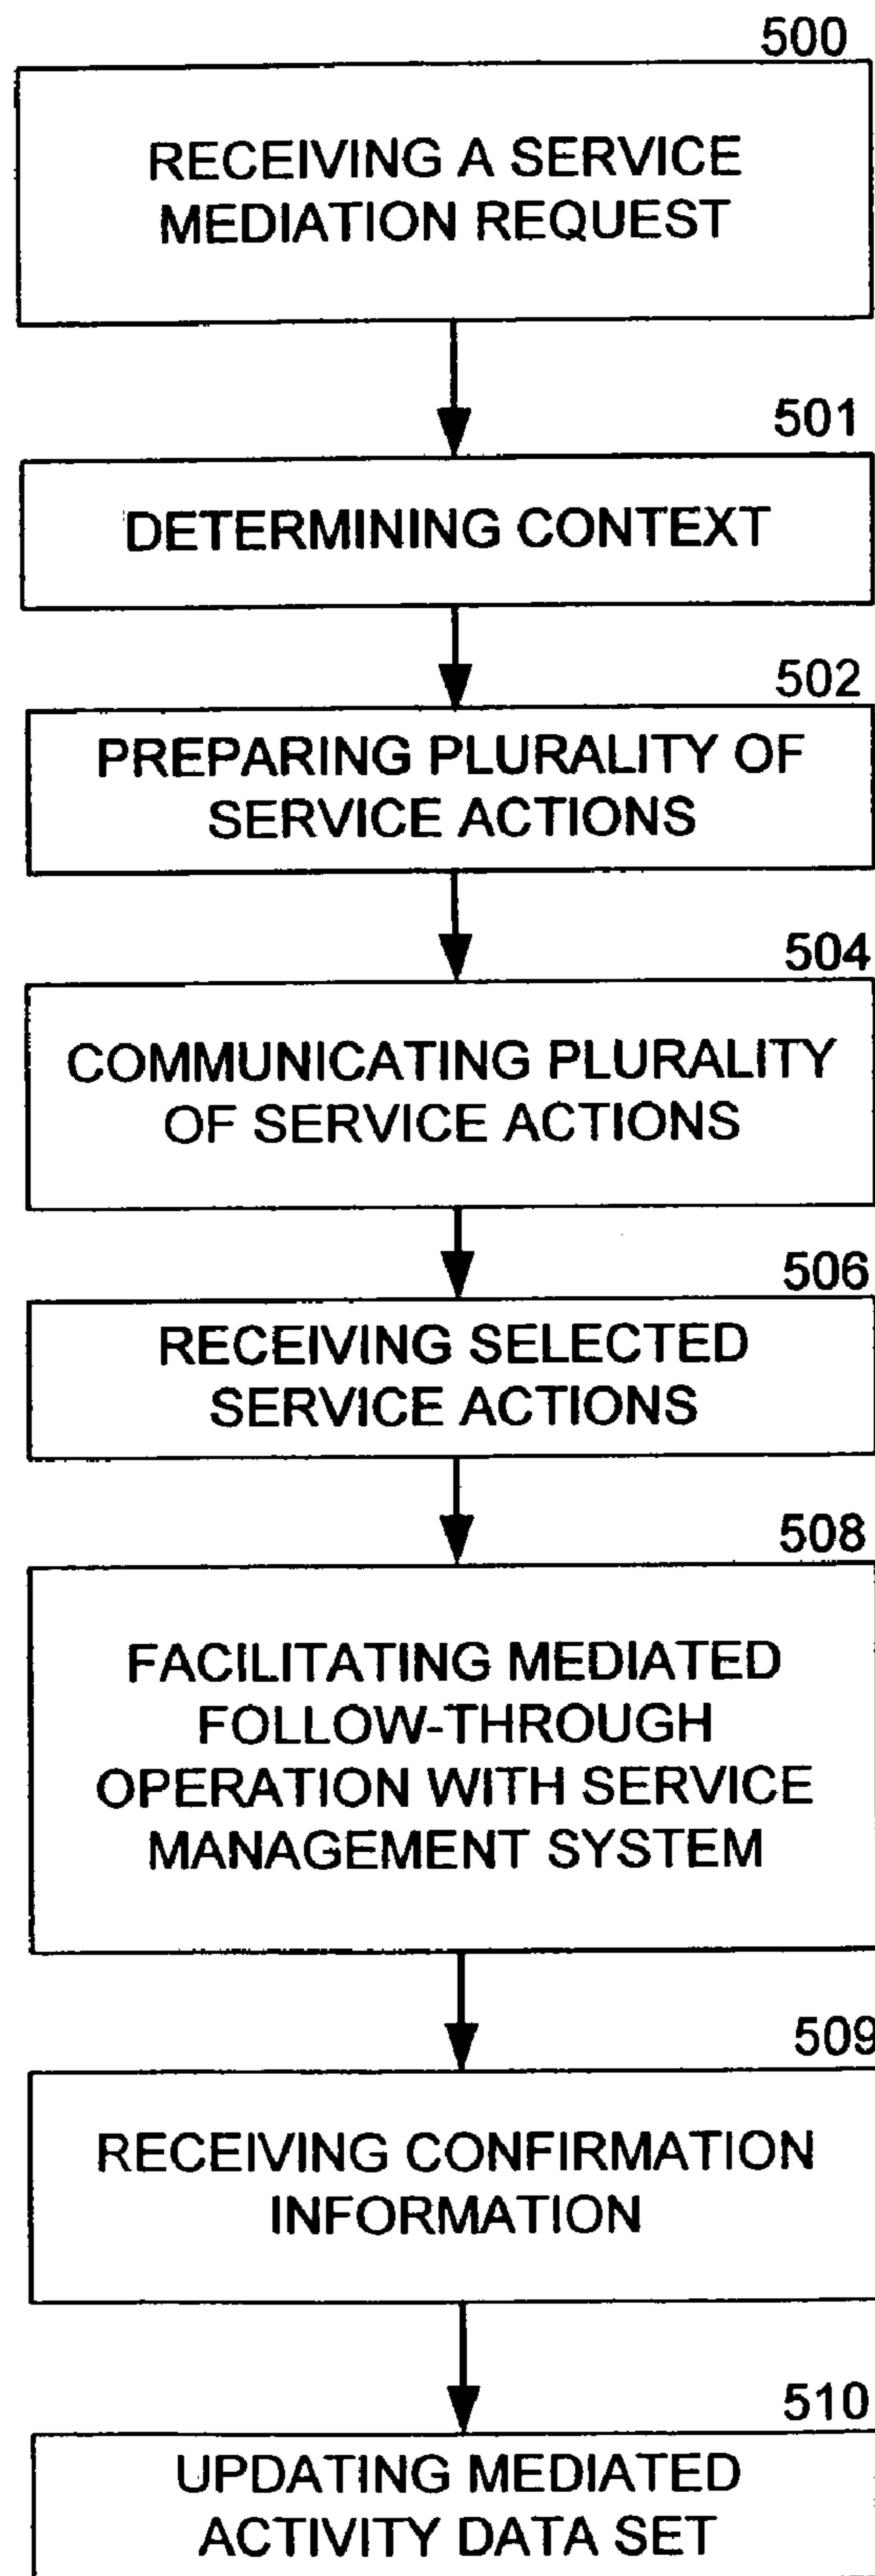 500
RECEIVING A SERVICE
MEDIATION REQUEST
501
DETERMINING CONTEXT
502
PREPARING PLURALITY OF
SERVICE ACTIONS
504
COMMUNICATING PLURALITY
OF SERVICE ACTIONS
506
RECEIVING SELECTED
SERVICE ACTIONS
508
FACILITATING MEDIATED
FOLLOW-THROUGH
OPERATION WITH SERVICE
MANAGEMENT SYSTEM
509
RECEIVING CONFIRMATION
INFORMATION
510
UPDATING MEDIATED
ACTIVITY DATA SET